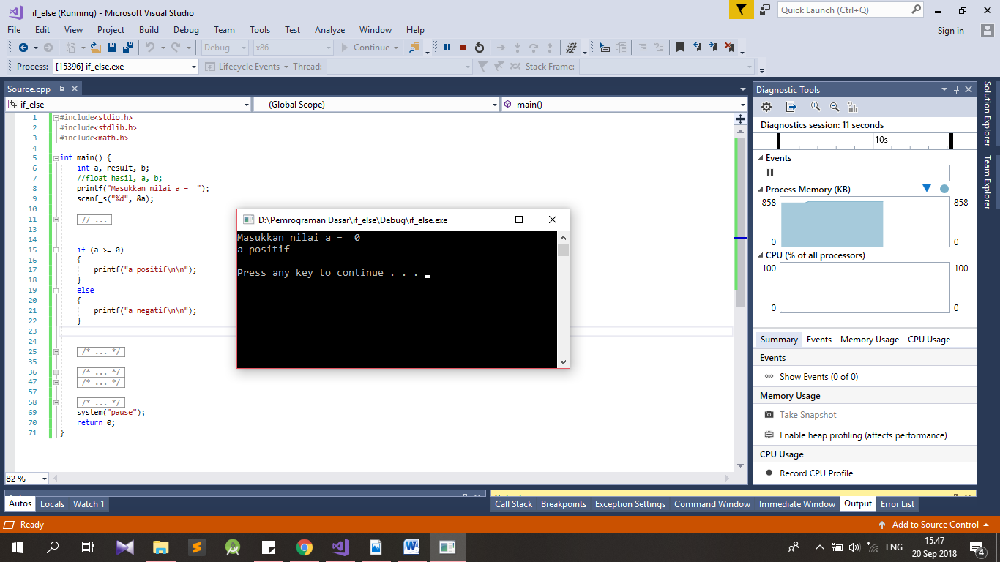 if_else (Running) - Microsoft Visual Studio
Quick Launch (Ctrl+Q)
File Edit View Project Build Debug Team Tools Test Analyze Window Help
Sign in
Debug x86 Continue
Process: [15396] if_else.exe Lifecycle Events Thread: Stack Frame:
Source.cpp
if_else (Global Scope) main()
1 #include<stdio.h>
2 #include<stdlib.h>
3 #include<math.h>
4
5 int main() {
6 int a, result, b;
7 //float hasil, a, b;
8 printf("Masukkan nilai a =  ");
9 scanf_s("%d", &a);
10
11 // ...
13
14
15 if (a >= 0)
16 {
17 printf("a positif\n\n");
18 }
19 else
20 {
21 printf("a negatif\n\n");
22 }
23
24
25 /* ... */
35
36 /* ... */
47 /* ... */
57
58 /* ... */
69 system("pause");
70 return 0;
71 }
82 %
D:\Pemrograman Dasar\if_else\Debug\if_else.exe
Masukkan nilai a =  0
a positif
Press any key to continue . . .
Diagnostic Tools
Diagnostics session: 11 seconds
10s
Events
Process Memory (KB)
858 858
0 0
CPU (% of all processors)
100 100
0 0
Summary Events Memory Usage CPU Usage
Events
Show Events (0 of 0)
Memory Usage
Take Snapshot
Enable heap profiling (affects performance)
CPU Usage
Record CPU Profile
Solution Explorer
Team Explorer
Autos Locals Watch 1
Call Stack Breakpoints Exception Settings Command Window Immediate Window Output Error List
Ready
Add to Source Control
ENG
15.47
20 Sep 2018
4